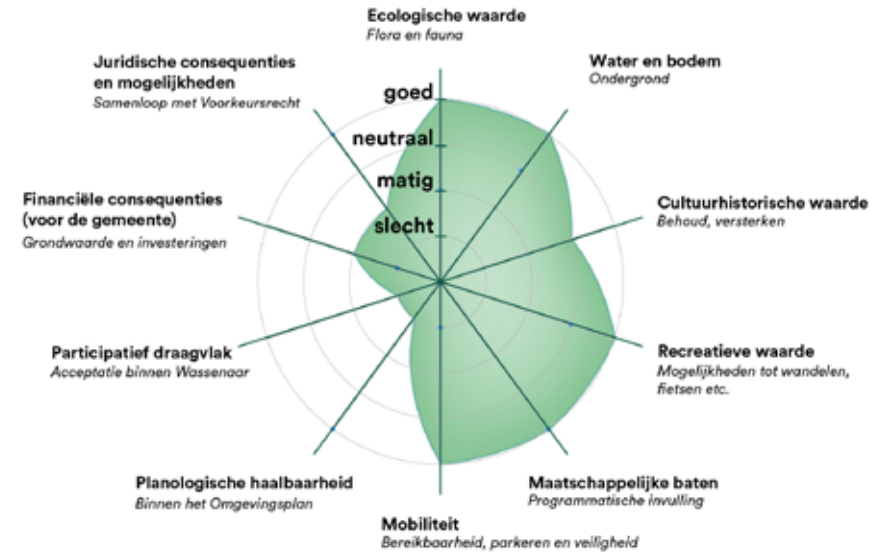 Ecologische waarde
Flora en fauna
Juridische consequenties
en mogelijkheden
Samenloop met Voorkeursrecht
Water en bodem
Ondergrond
goed
neutraal
matig
slecht
Financiële consequenties
(voor de gemeente)
Grondwaarde en investeringen
Cultuurhistorische waarde
Behoud, versterken
Participatief draagvlak
Acceptatie binnen Wassenaar
Recreatieve waarde
Mogelijkheden tot wandelen,
fietsen etc.
Planologische haalbaarheid
Binnen het Omgevingsplan
Maatschappelijke baten
Programmatische invulling
Mobiliteit
Bereikbaarheid, parkeren en veiligheid